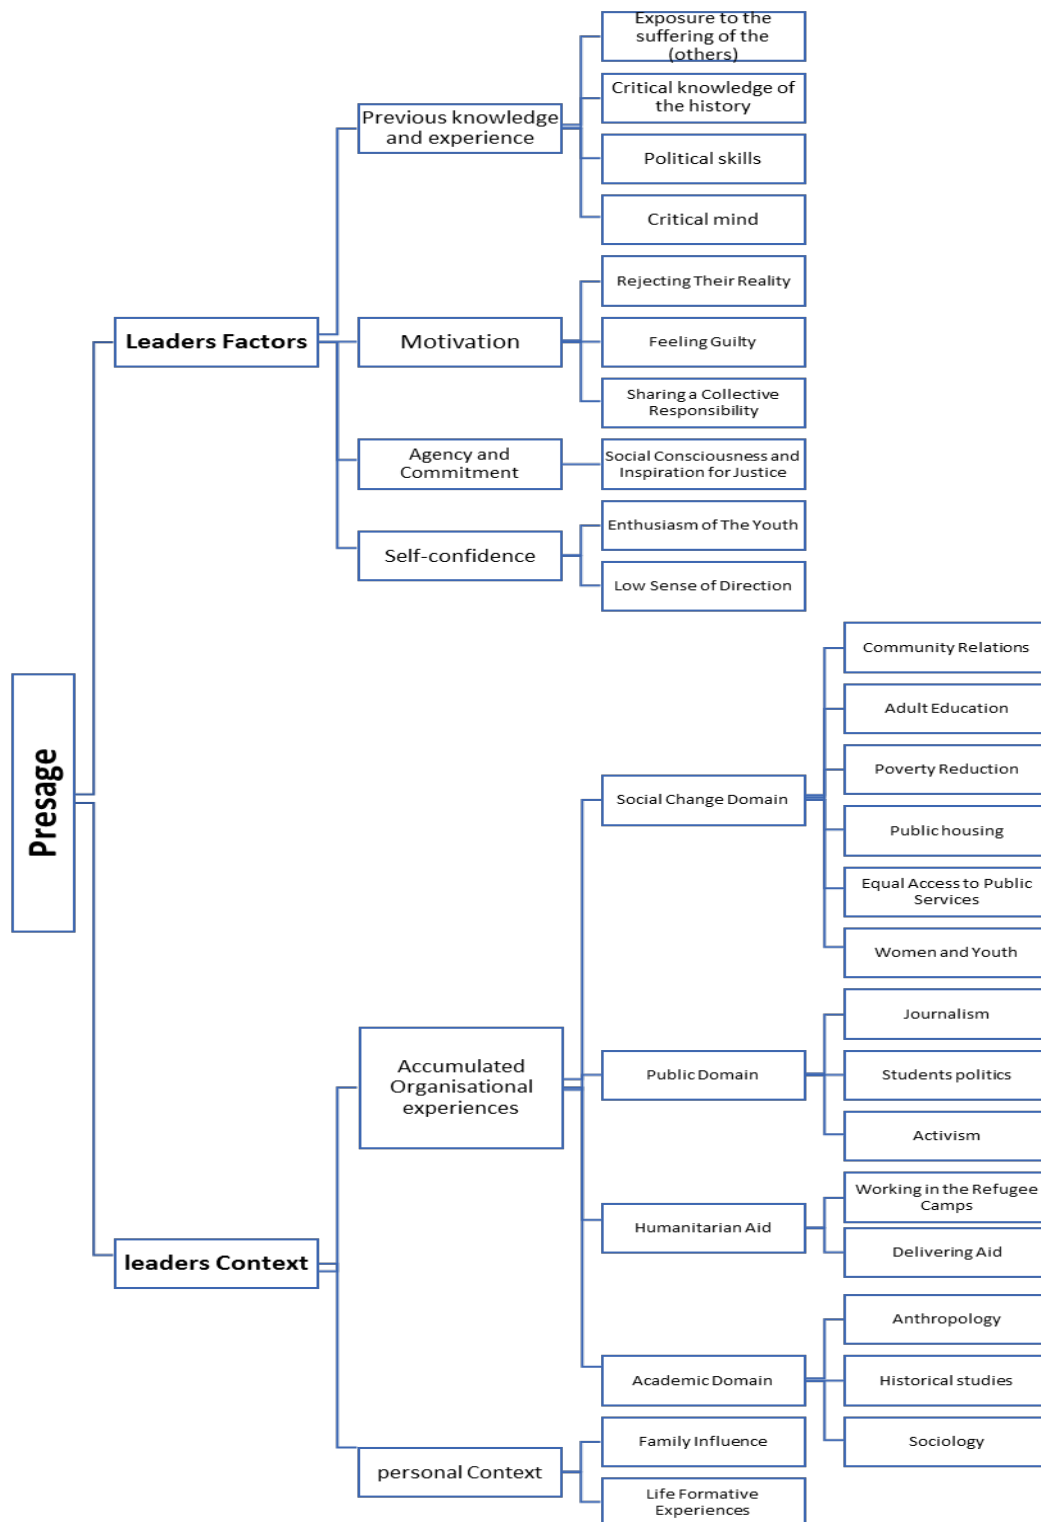 Presage
Leaders Factors
Previous knowledge
and experience
Exposure to the
suffering of the
(others)
Critical knowledge of
the history
Political skills
Critical mind
Motivation
Rejecting Their Reality
Feeling Guilty
Sharing a Collective
Responsibility
Agency and
Commitment
Social Consciousness and
Inspiration for Justice
Self-confidence
Enthusiasm of The Youth
Low Sense of Direction
leaders Context
Accumulated
Organisational
experiences
Social Change Domain
Community Relations
Adult Education
Poverty Reduction
Public housing
Equal Access to Public
Services
Women and Youth
Public Domain
Journalism
Students politics
Activism
Humanitarian Aid
Working in the Refugee
Camps
Delivering Aid
Academic Domain
Anthropology
Historical studies
Sociology
personal Context
Family Influence
Life Formative
Experiences